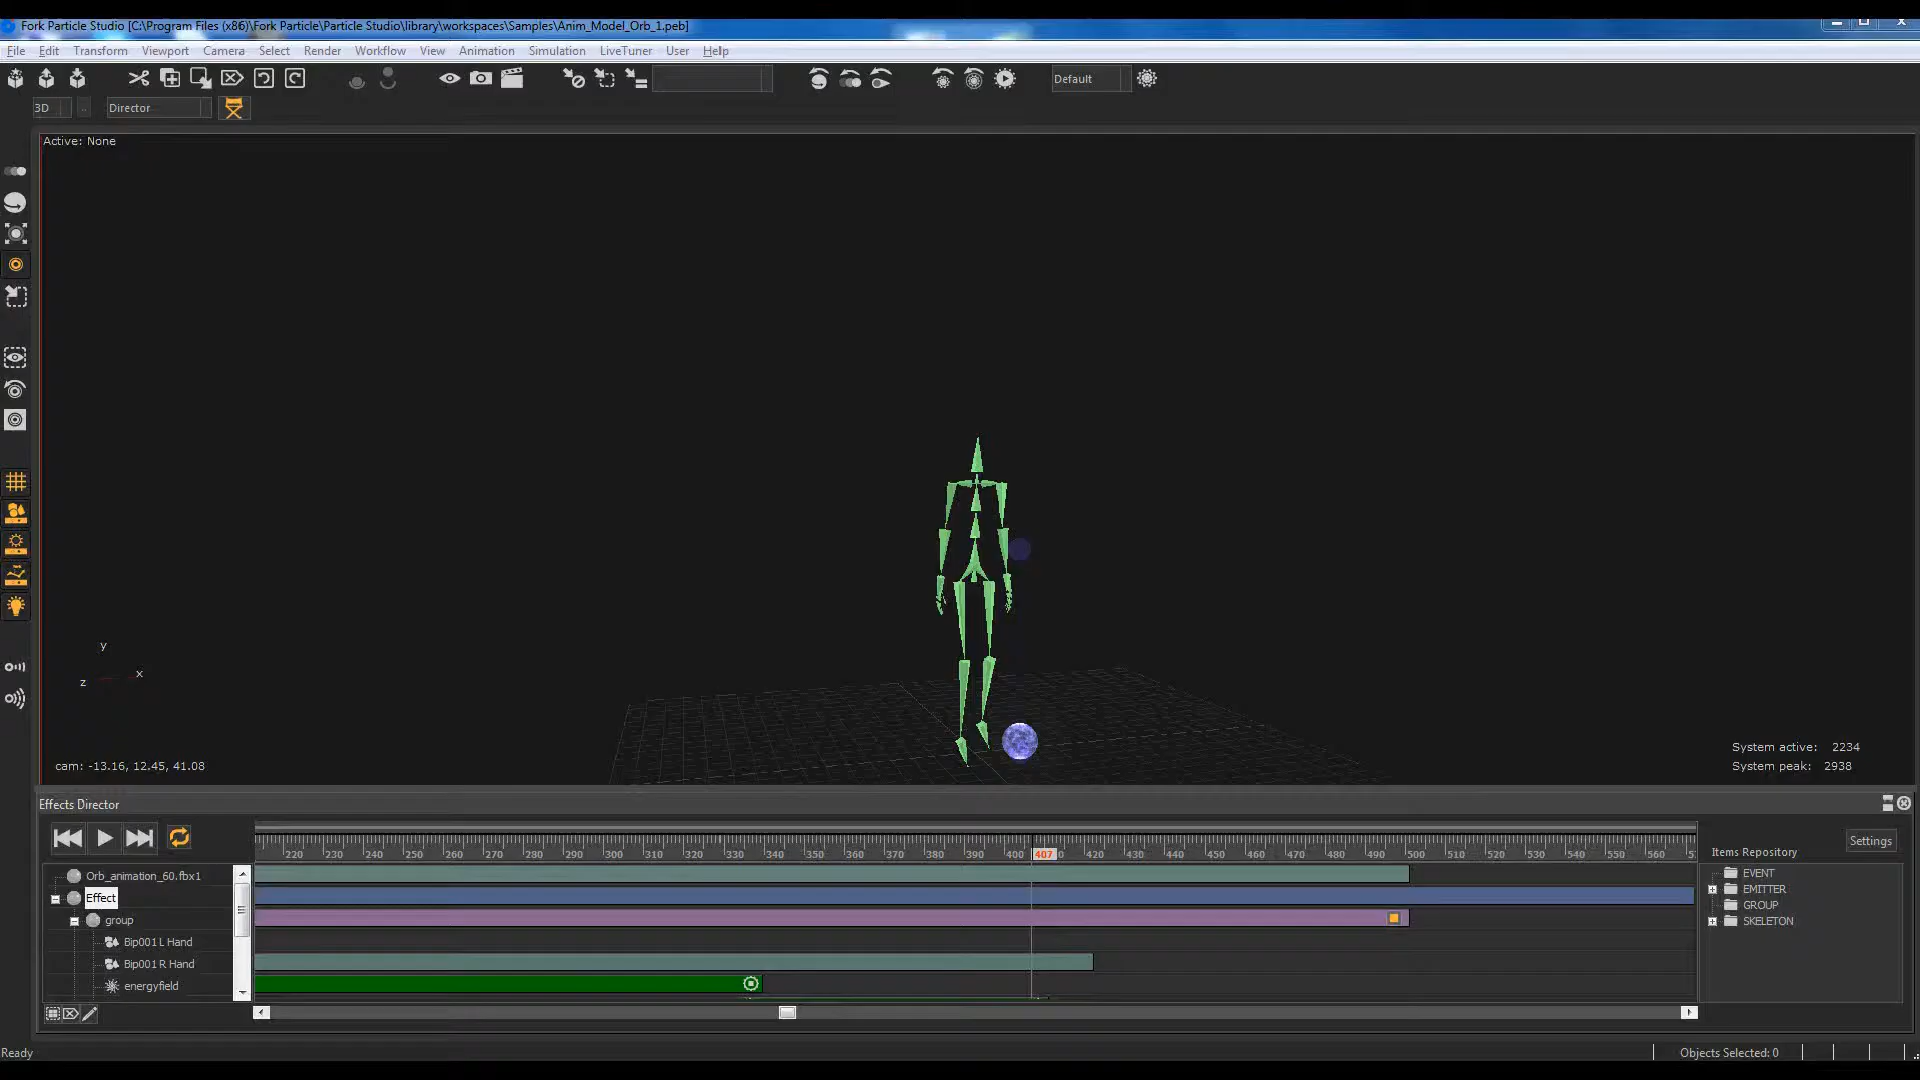 Fork Particle Studio [C:\Program Files (x86)\Fork Particle\Particle Studio\library\workspaces\Samples\Anim_Model_Orb_1.peb]
File Edit Transform Viewport Camera Select Render Workflow View Animation Simulation LiveTuner User Help
Default
3D .. Director
Active: None
y
z x
cam: -13.16, 12.45, 41.08
System active: 2234
System peak: 2938
Effects Director
Settings
220 230 240 250 260 270 280 290 300 310 320 330 340 350 360 370 380 390 400 407 0 420 430 440 450 460 470 480 490 500 510 520 530 540 550 560 5
Items Repository
Orb_animation_60.fbx1
Effect
group
Bip001 L Hand
Bip001 R Hand
energyfield
EVENT
EMITTER
GROUP
SKELETON
Ready
Objects Selected: 0